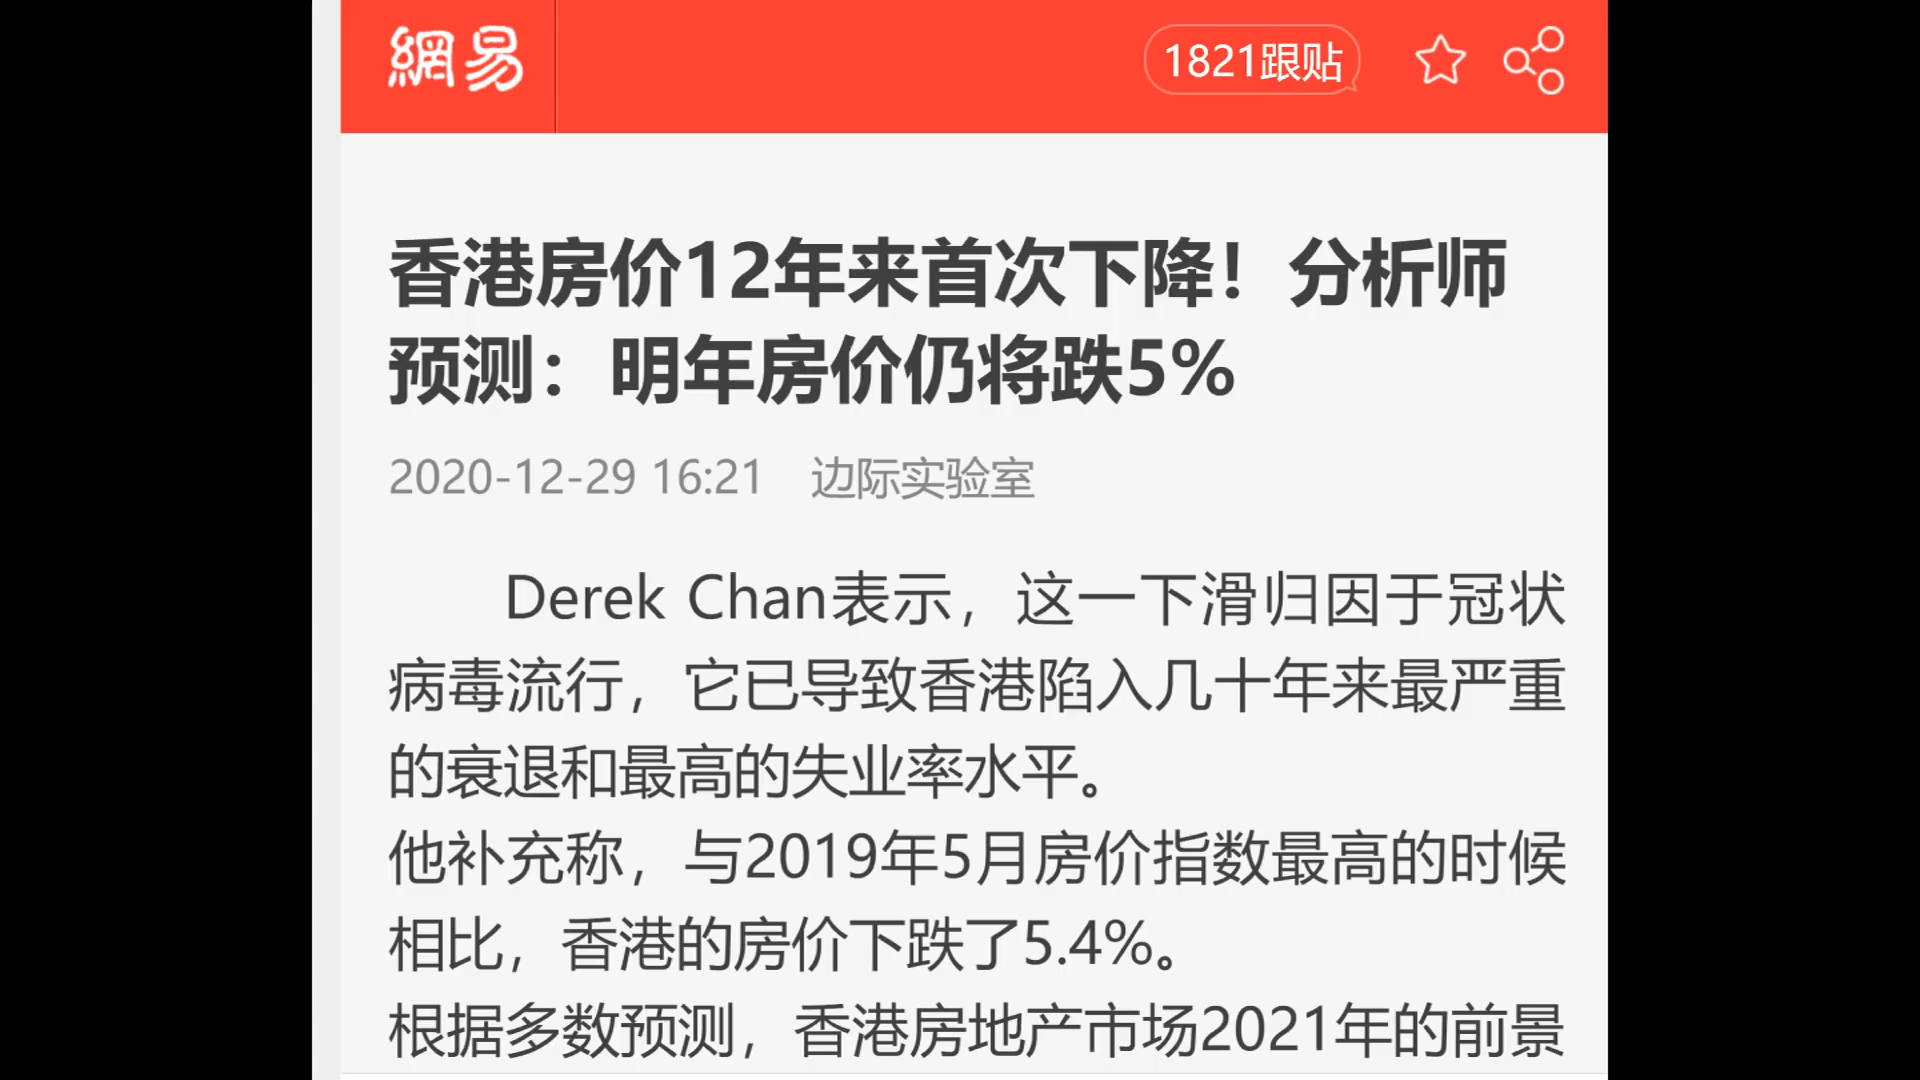 網易
1821跟贴
香港房价12年来首次下降！分析师
预测：明年房价仍将跌5%
2020-12-29 16:21 边际实验室
Derek Chan表示，这一下滑归因于冠状
病毒流行，它已导致香港陷入几十年来最严重
的衰退和最高的失业率水平。
他补充称，与2019年5月房价指数最高的时候
相比，香港的房价下跌了5.4%。
根据多数预测，香港房地产市场2021年的前景